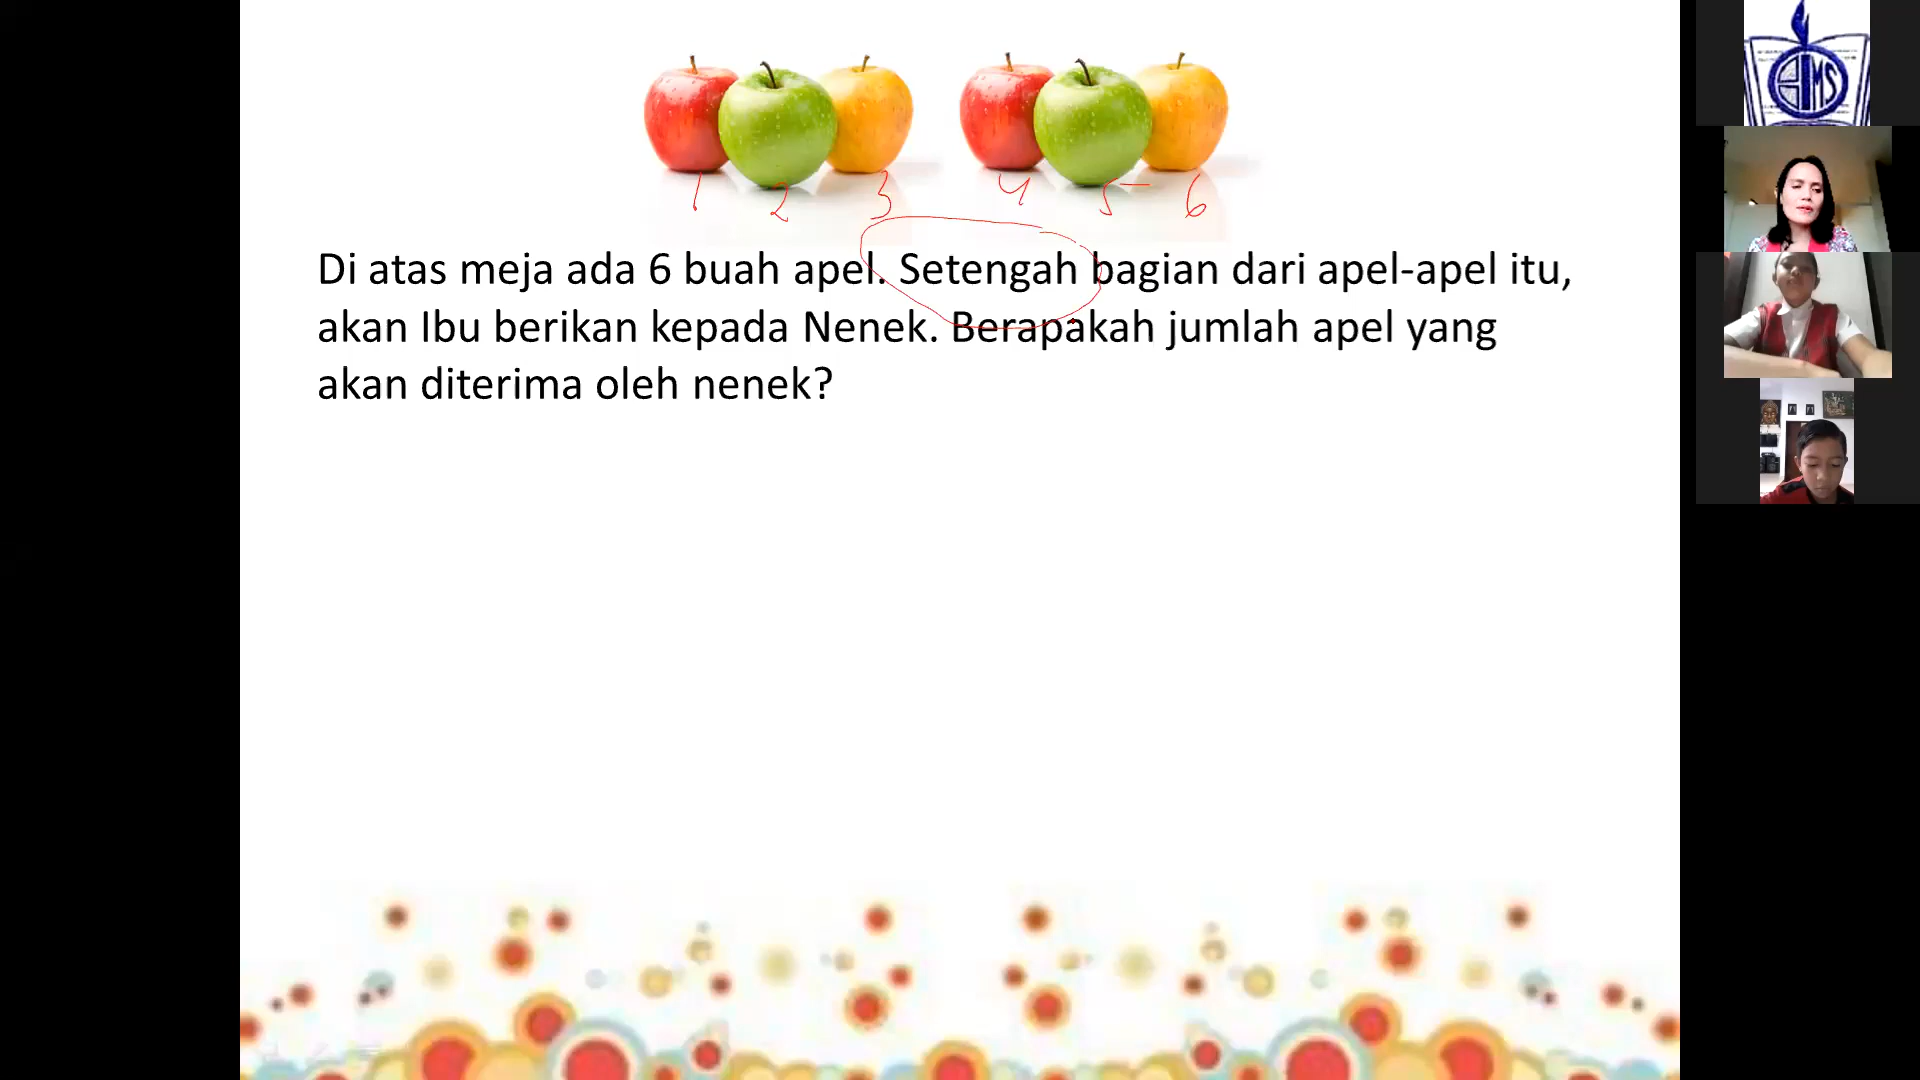 1 2 3 4 5 6
Di atas meja ada 6 buah apel. Setengah bagian dari apel-apel itu,
akan Ibu berikan kepada Nenek. Berapakah jumlah apel yang
akan diterima oleh nenek?